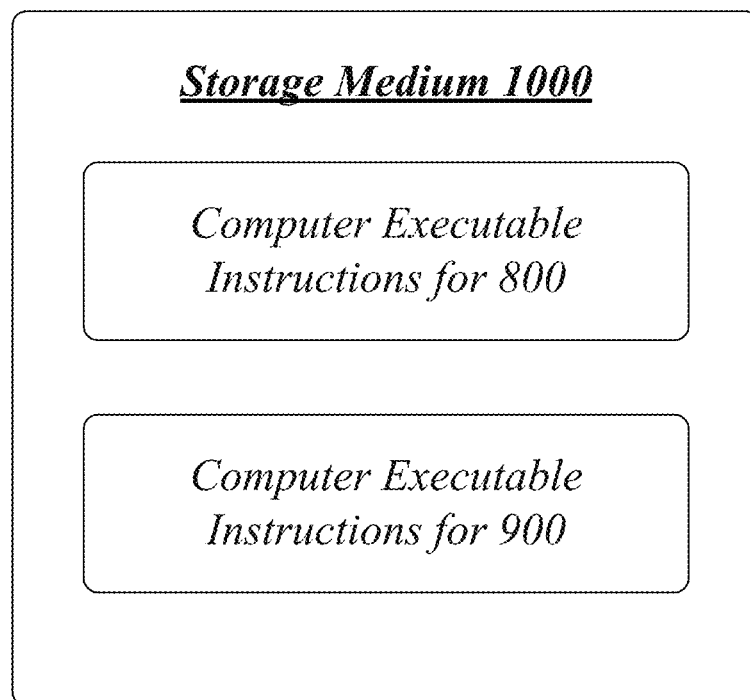 Storage Medium 1000
Computer Executable
Instructions for 800
Computer Executable
Instructions for 900